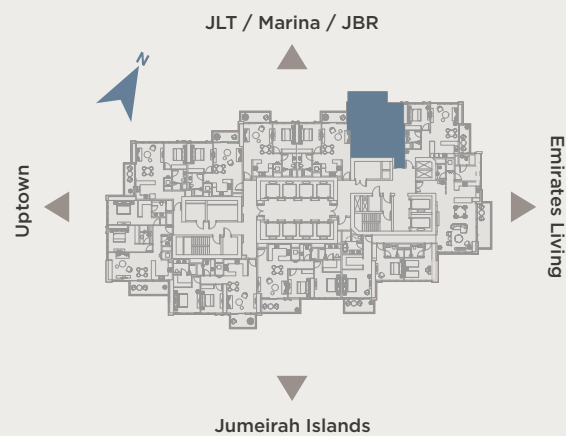 JLT / Marina / JBR
N
Uptown
Emirates Living
Jumeirah Islands